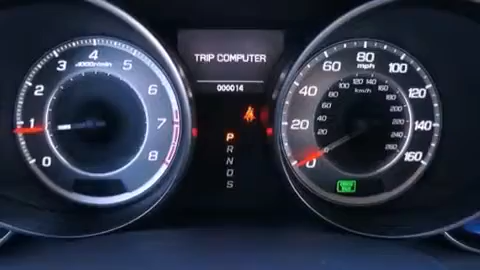 TRIP COMPUTER
000014
0 1 2 3 4 5 6 7 8
x1000r/min
P
R
N
D
S
0 20 40 60 80 100 120 140 160
mph
0 20 40 60 80 100 120 140 160 180 200 220 240 260
km/h